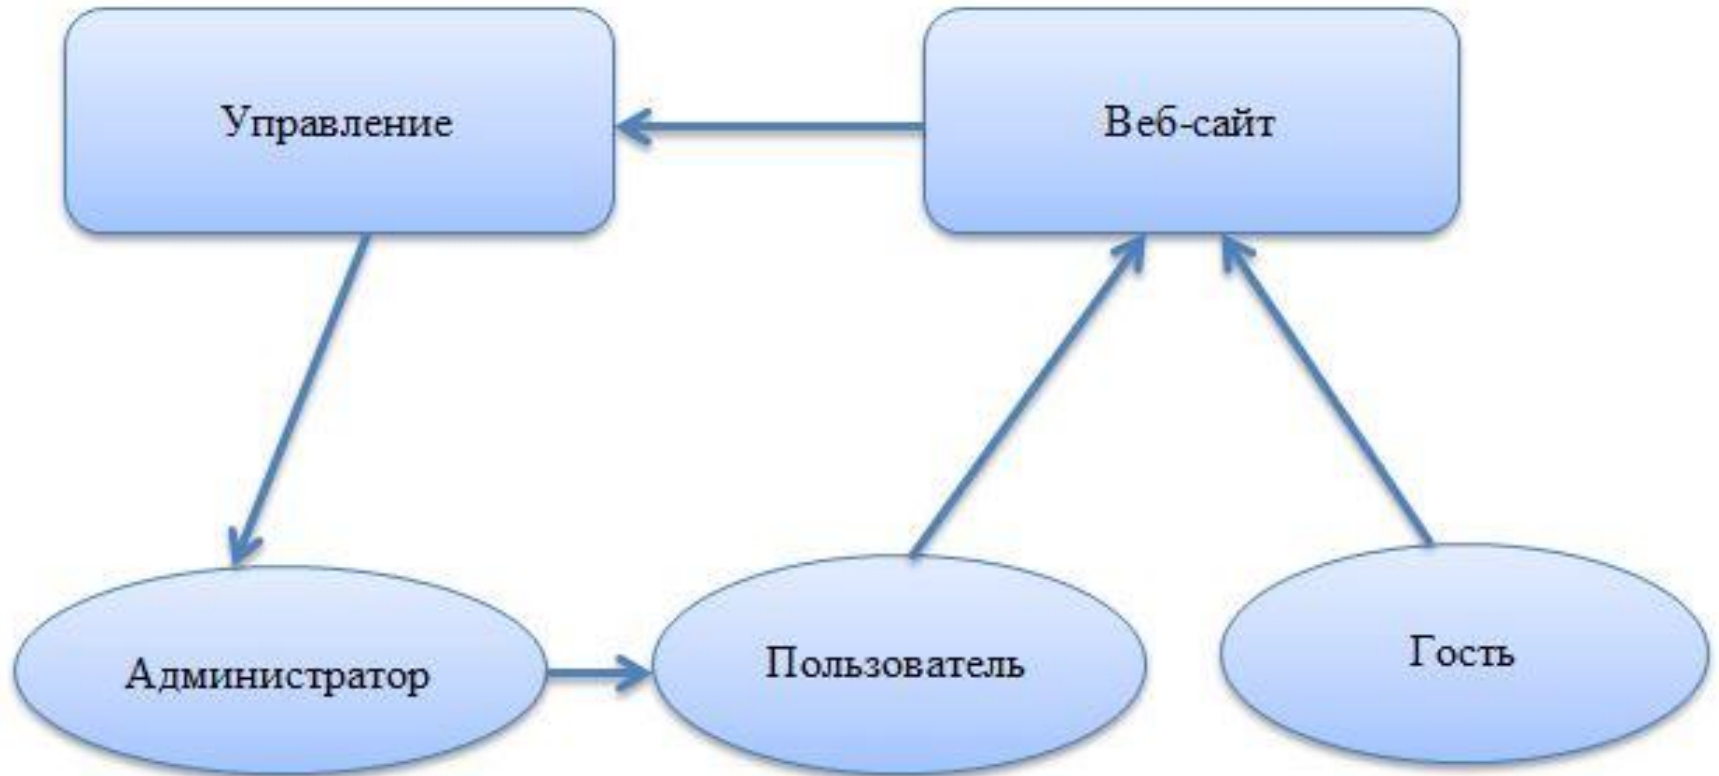 Управление
Веб-сайт
Администратор
Пользователь
Гость